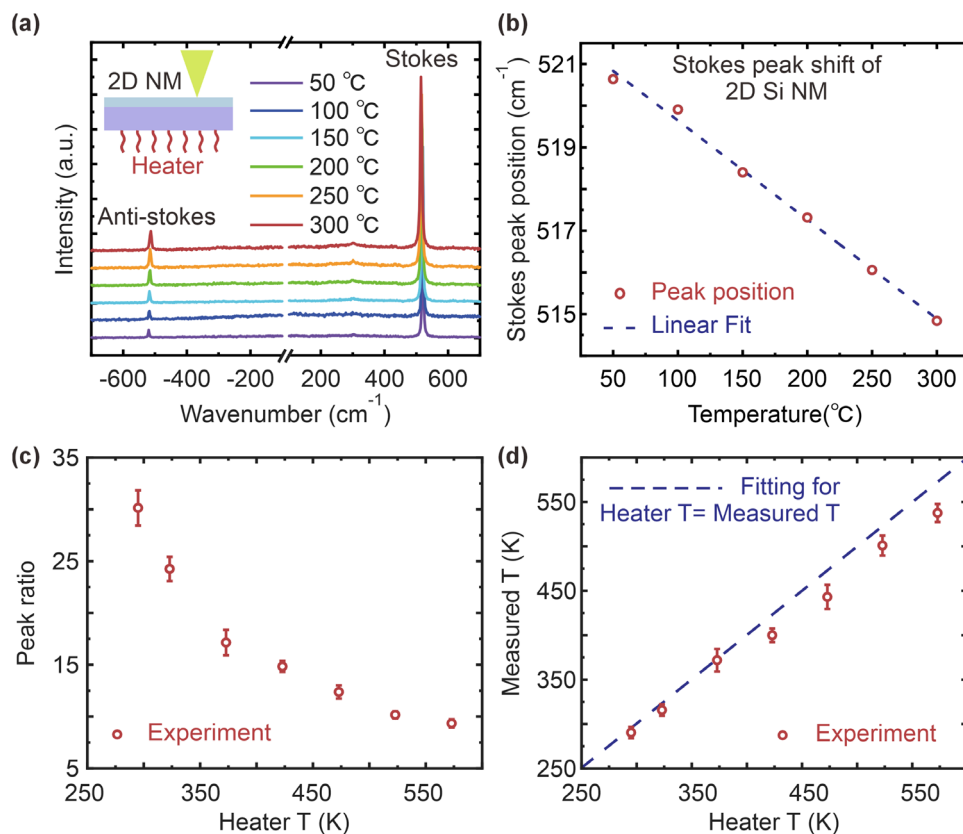 (a)
2D NM
Heater
50 ℃
100 ℃
150 ℃
200 ℃
250 ℃
300 ℃
Stokes
Anti-stokes
Intensity (a.u.)
-600 -400 -200 200 400 600
Wavenumber (cm⁻¹)
(b)
Stokes peak shift of
2D Si NM
521
519
517
515
Stokes peak position (cm⁻¹)
Peak position
Linear Fit
50 100 150 200 250 300
Temperature(℃)
(c)
35
25
15
5
Peak ratio
Experiment
250 350 450 550
Heater T (K)
(d)
Fitting for
Heater T= Measured T
550
450
350
250
Measured T (K)
Experiment
250 350 450 550
Heater T (K)